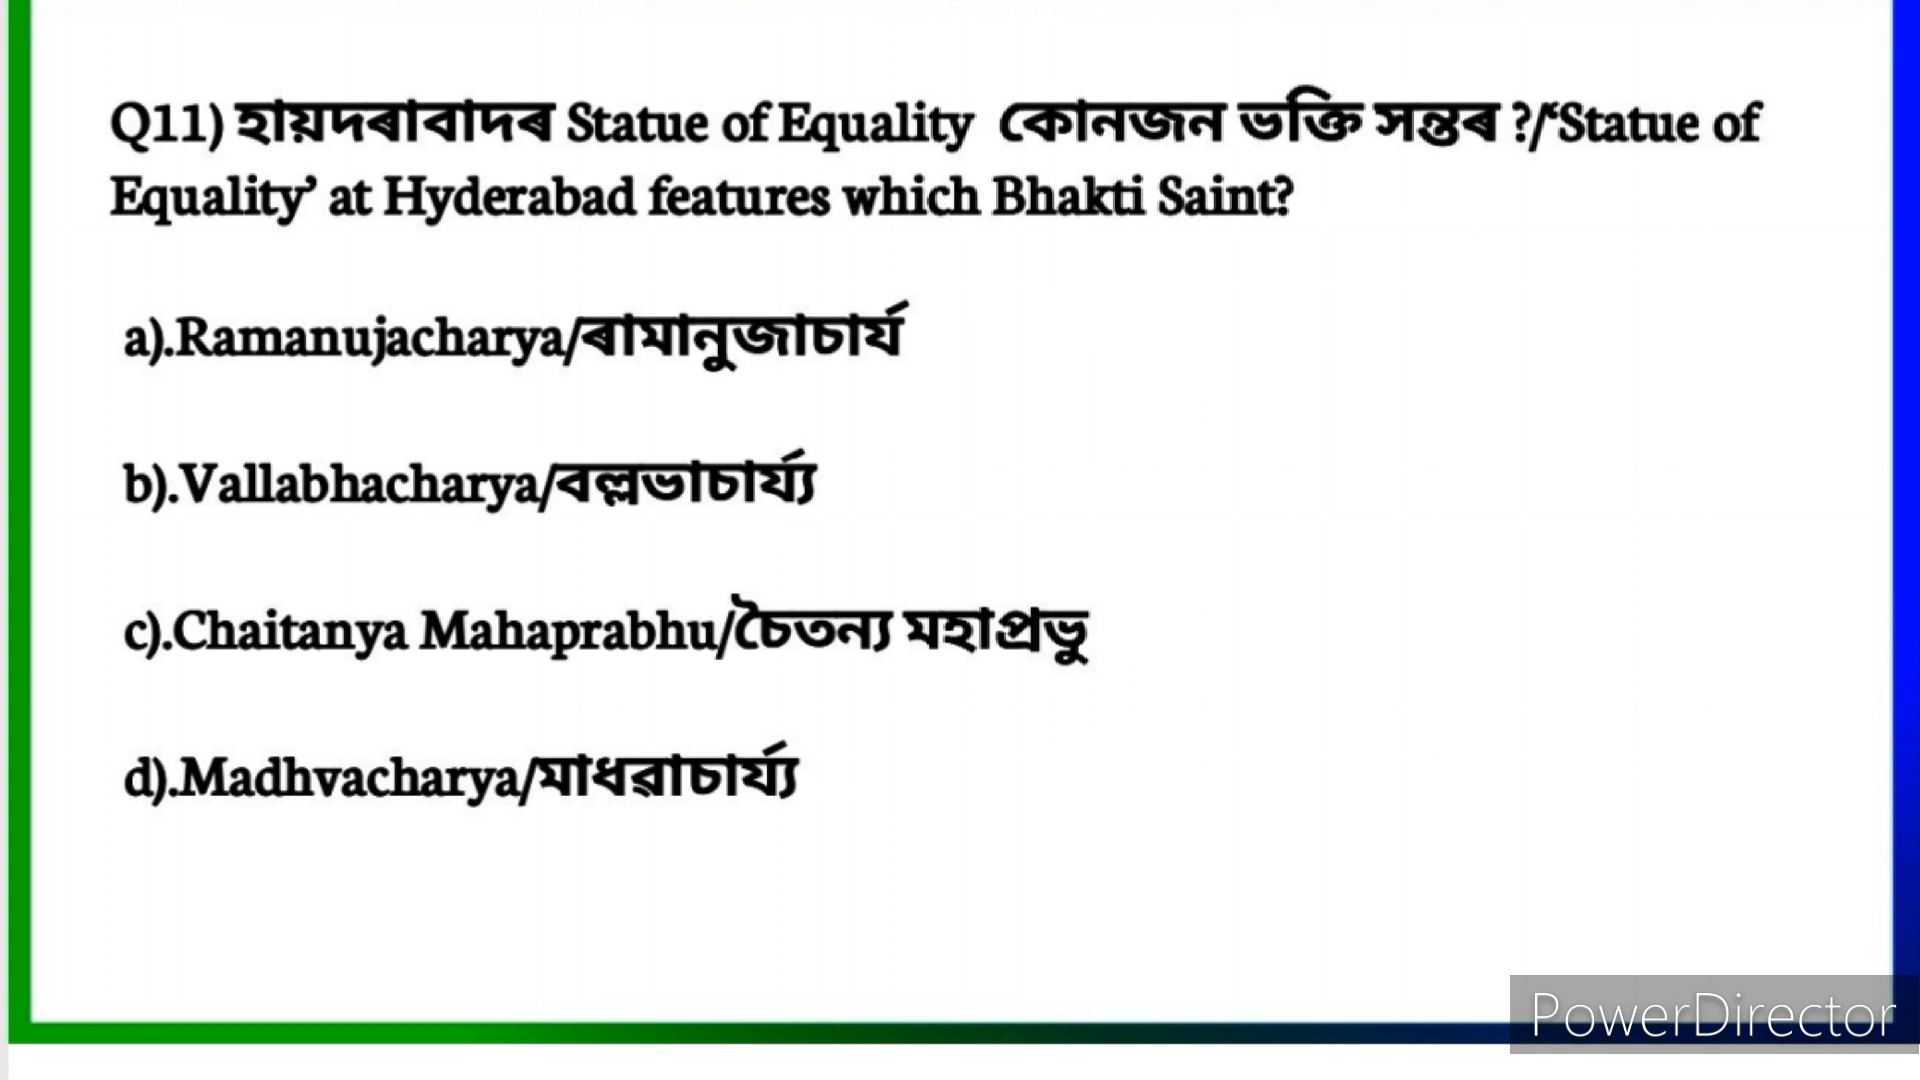 Q11) হায়দৰাবাদৰ Statue of Equality কোনজন ভক্তি সন্তৰ ?/‘Statue of
Equality’ at Hyderabad features which Bhakti Saint?
a).Ramanujacharya/ৰামানুজাচাৰ্য
b).Vallabhacharya/বল্লভাচাৰ্য্য
c).Chaitanya Mahaprabhu/চৈতন্য মহাপ্ৰভু
d).Madhvacharya/মাধৱাচাৰ্য্য
PowerDirector